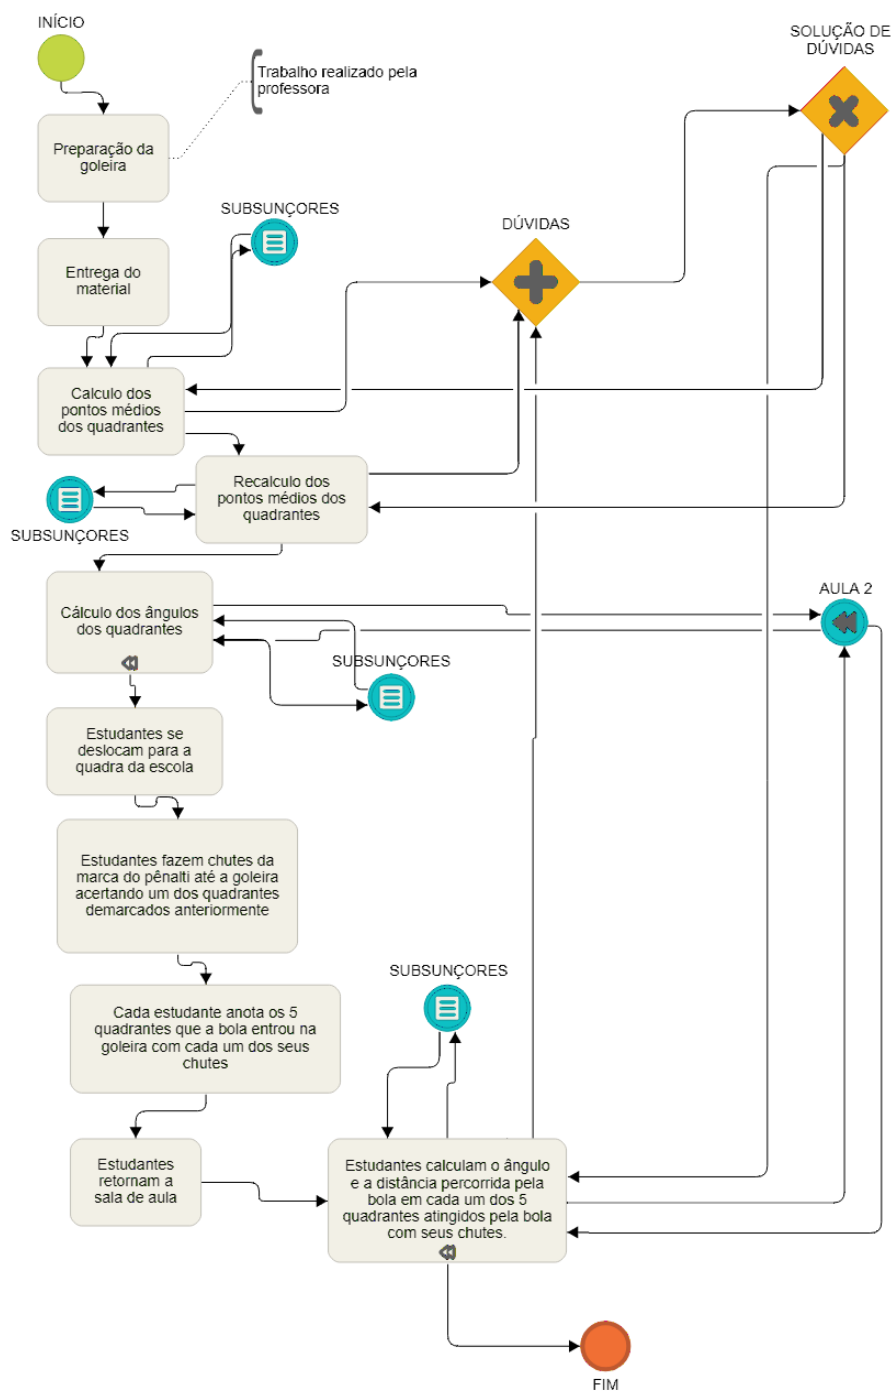 INÍCIO
Trabalho realizado pela
professora
SOLUÇÃO DE
DÚVIDAS
Preparação da
goleira
SUBSUNÇORES
DÚVIDAS
Entrega do
material
Calculo dos
pontos médios
dos quadrantes
Recalculo dos
pontos médios dos
quadrantes
SUBSUNÇORES
Cálculo dos ângulos
dos quadrantes
AULA 2
SUBSUNÇORES
Estudantes se
deslocam para a
quadra da escola
Estudantes fazem chutes da
marca do pênalti até a goleira
acertando um dos quadrantes
demarcados anteriormente
SUBSUNÇORES
Cada estudante anota os 5
quadrantes que a bola entrou na
goleira com cada um dos seus
chutes
Estudantes
retornam a
sala de aula
Estudantes calculam o ângulo
e a distância percorrida pela
bola em cada um dos 5
quadrantes atingidos pela bola
com seus chutes.
FIM